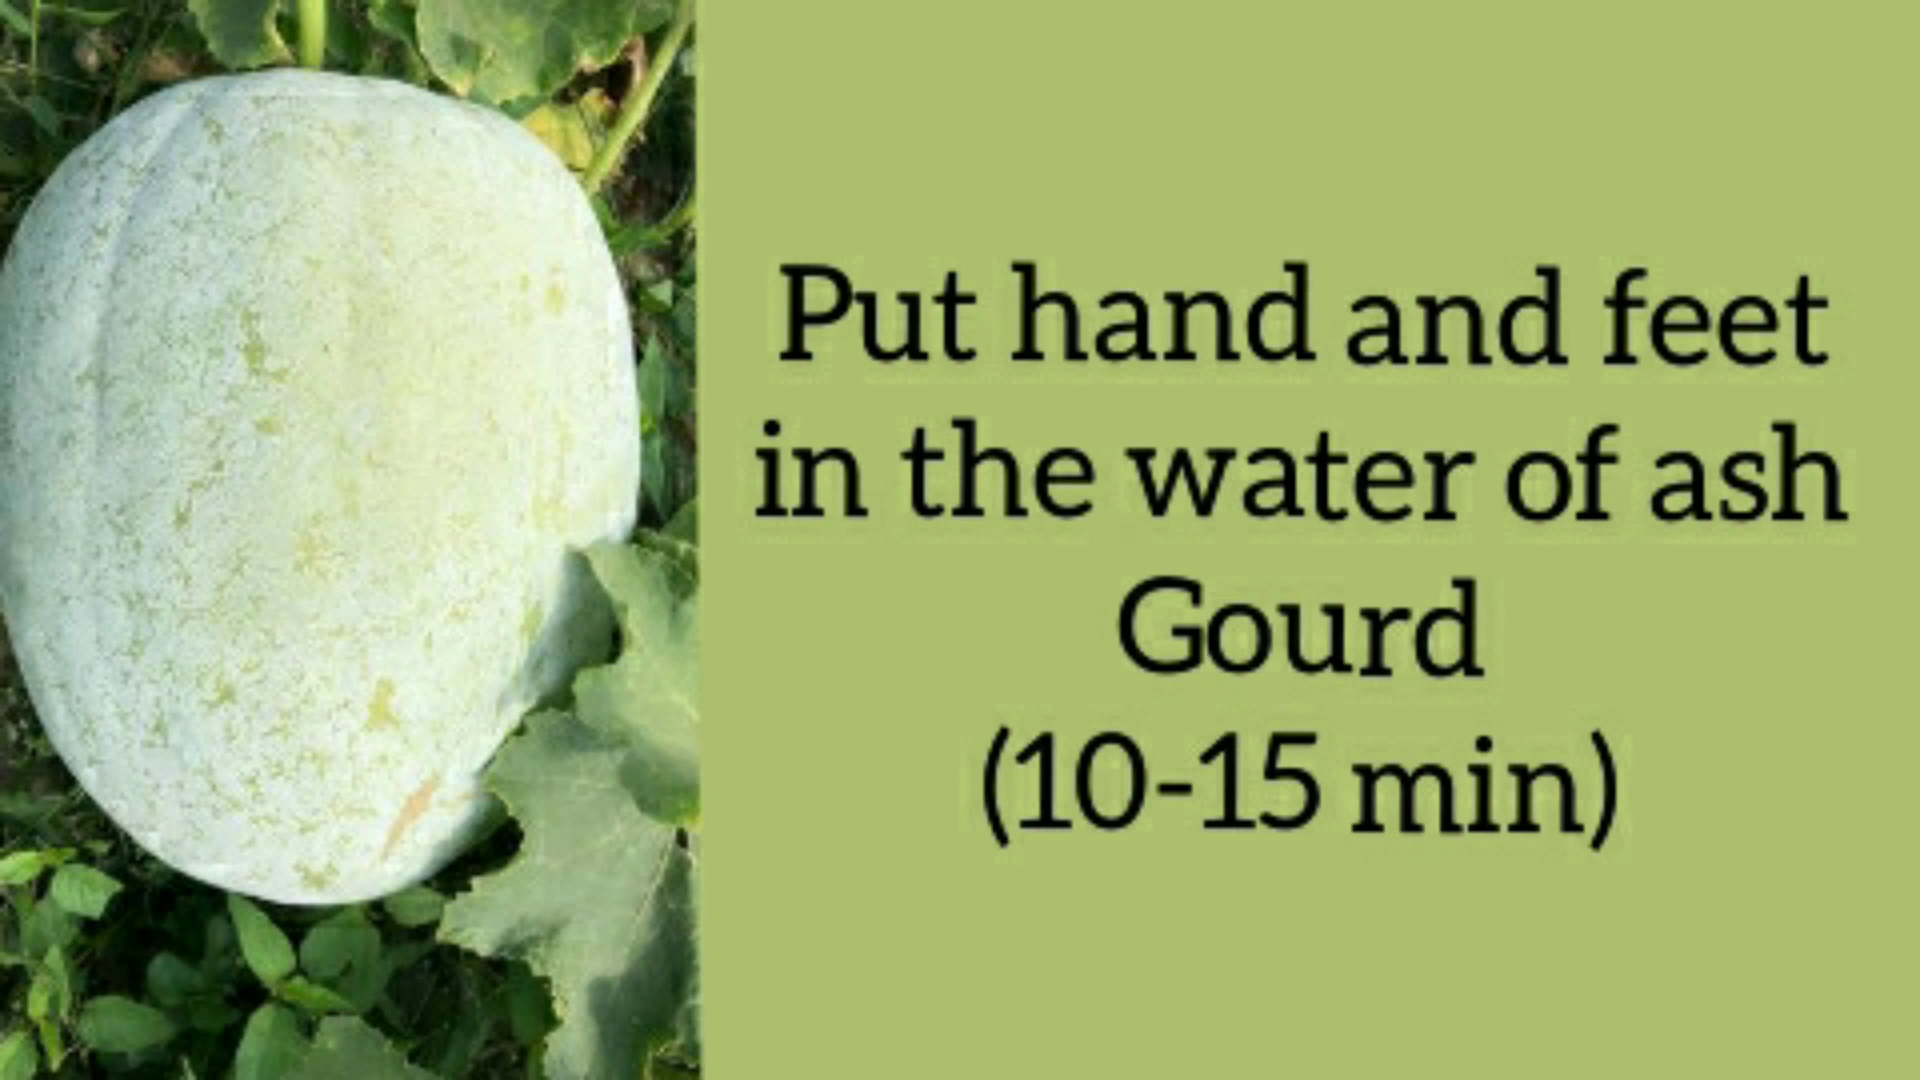 Put hand and feet
in the water of ash
Gourd
(10-15 min)